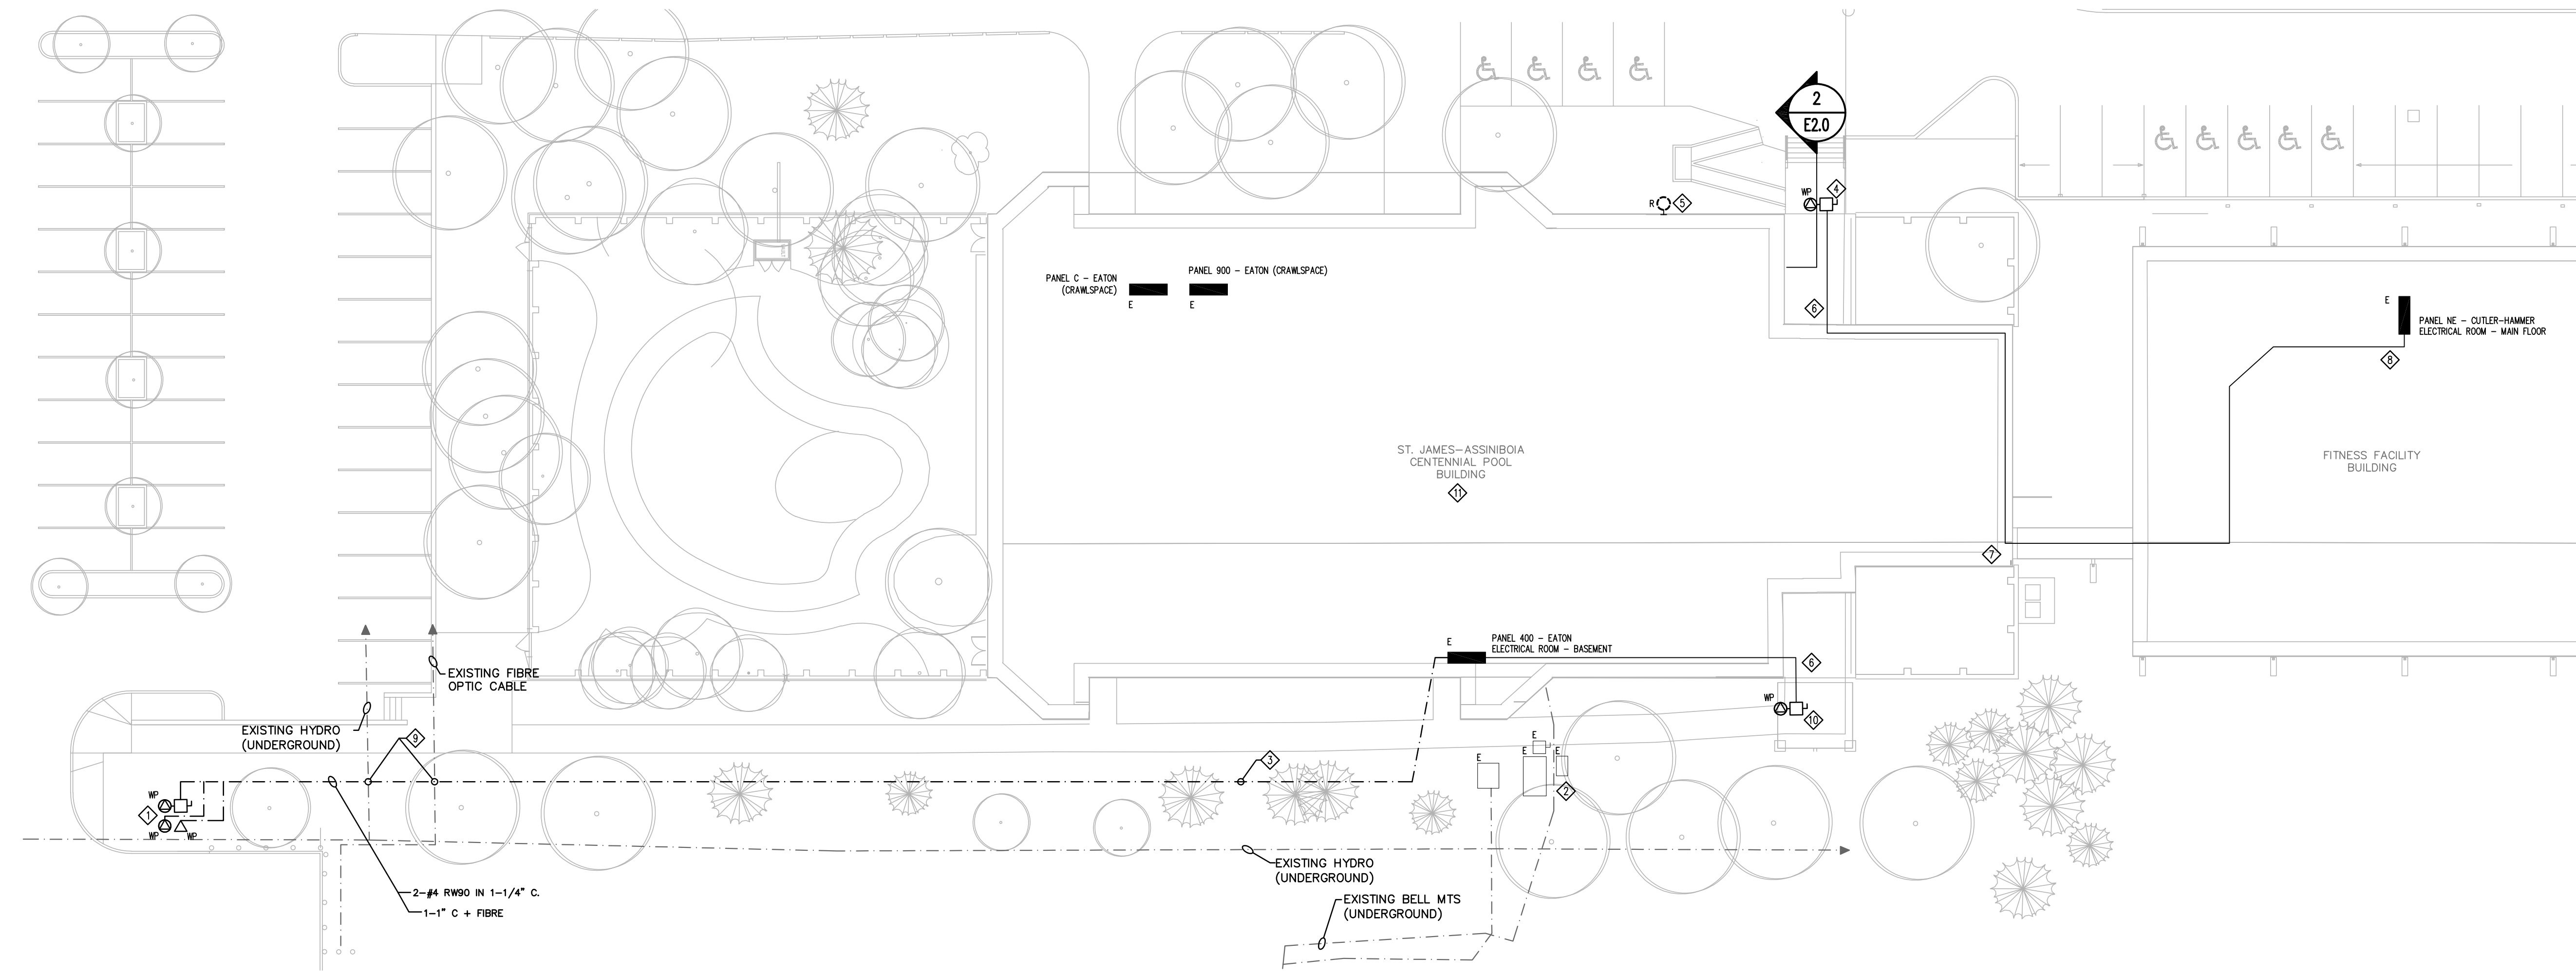 2
E2.0
WP
4
R
5
PANEL C - EATON
(CRAWLSPACE)
E
PANEL 900 - EATON (CRAWLSPACE)
E
6
E
PANEL NE - CUTLER-HAMMER
ELECTRICAL ROOM - MAIN FLOOR
8
ST. JAMES-ASSINIBOIA
CENTENNIAL POOL
BUILDING
11
FITNESS FACILITY
BUILDING
7
E
PANEL 400 - EATON
ELECTRICAL ROOM - BASEMENT
6
EXISTING FIBRE
OPTIC CABLE
WP
10
EXISTING HYDRO
(UNDERGROUND)
9
3
E
E
E
E
2
WP
1
WP
WP
EXISTING HYDRO
(UNDERGROUND)
2-#4 RW90 IN 1-1/4" C.
1-1" C + FIBRE
EXISTING BELL MTS
(UNDERGROUND)